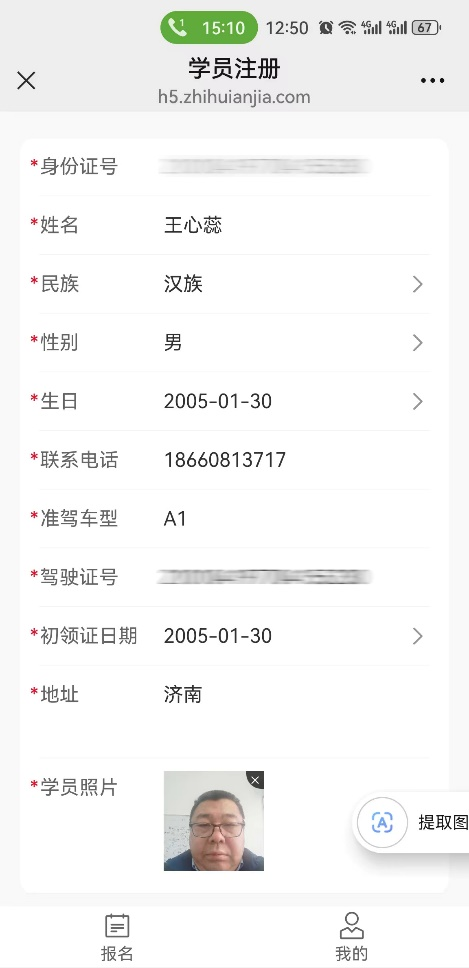 1 15:10 12:50 4G 4G 67
学员注册
h5.zhihuianjia.com
*身份证号
*姓名 王心蕊
*民族 汉族
*性别 男
*生日 2005-01-30
*联系电话 18660813717
*准驾车型 A1
*驾驶证号
*初领证日期 2005-01-30
*地址 济南
*学员照片
A 提取图
报名 我的